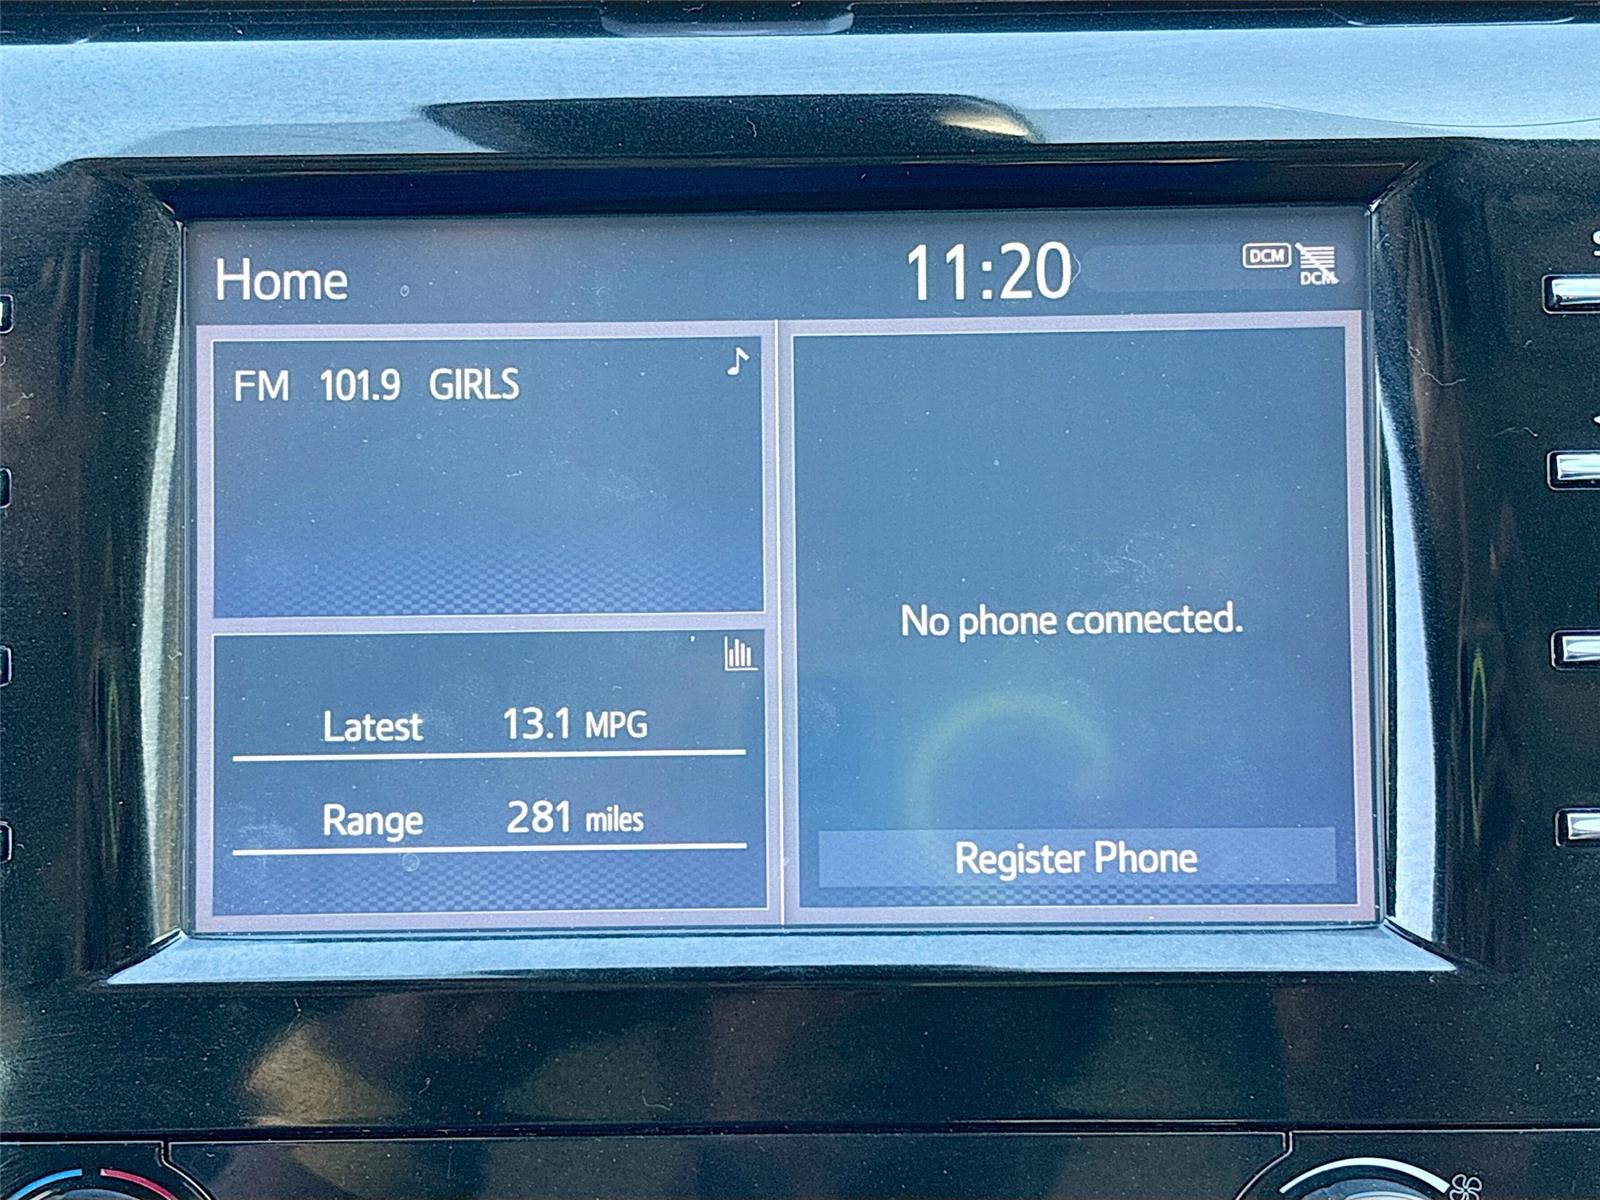 Home
11:20
DCM
DCM
FM 101.9 GIRLS
Latest 13.1 MPG
Range 281 miles
No phone connected.
Register Phone